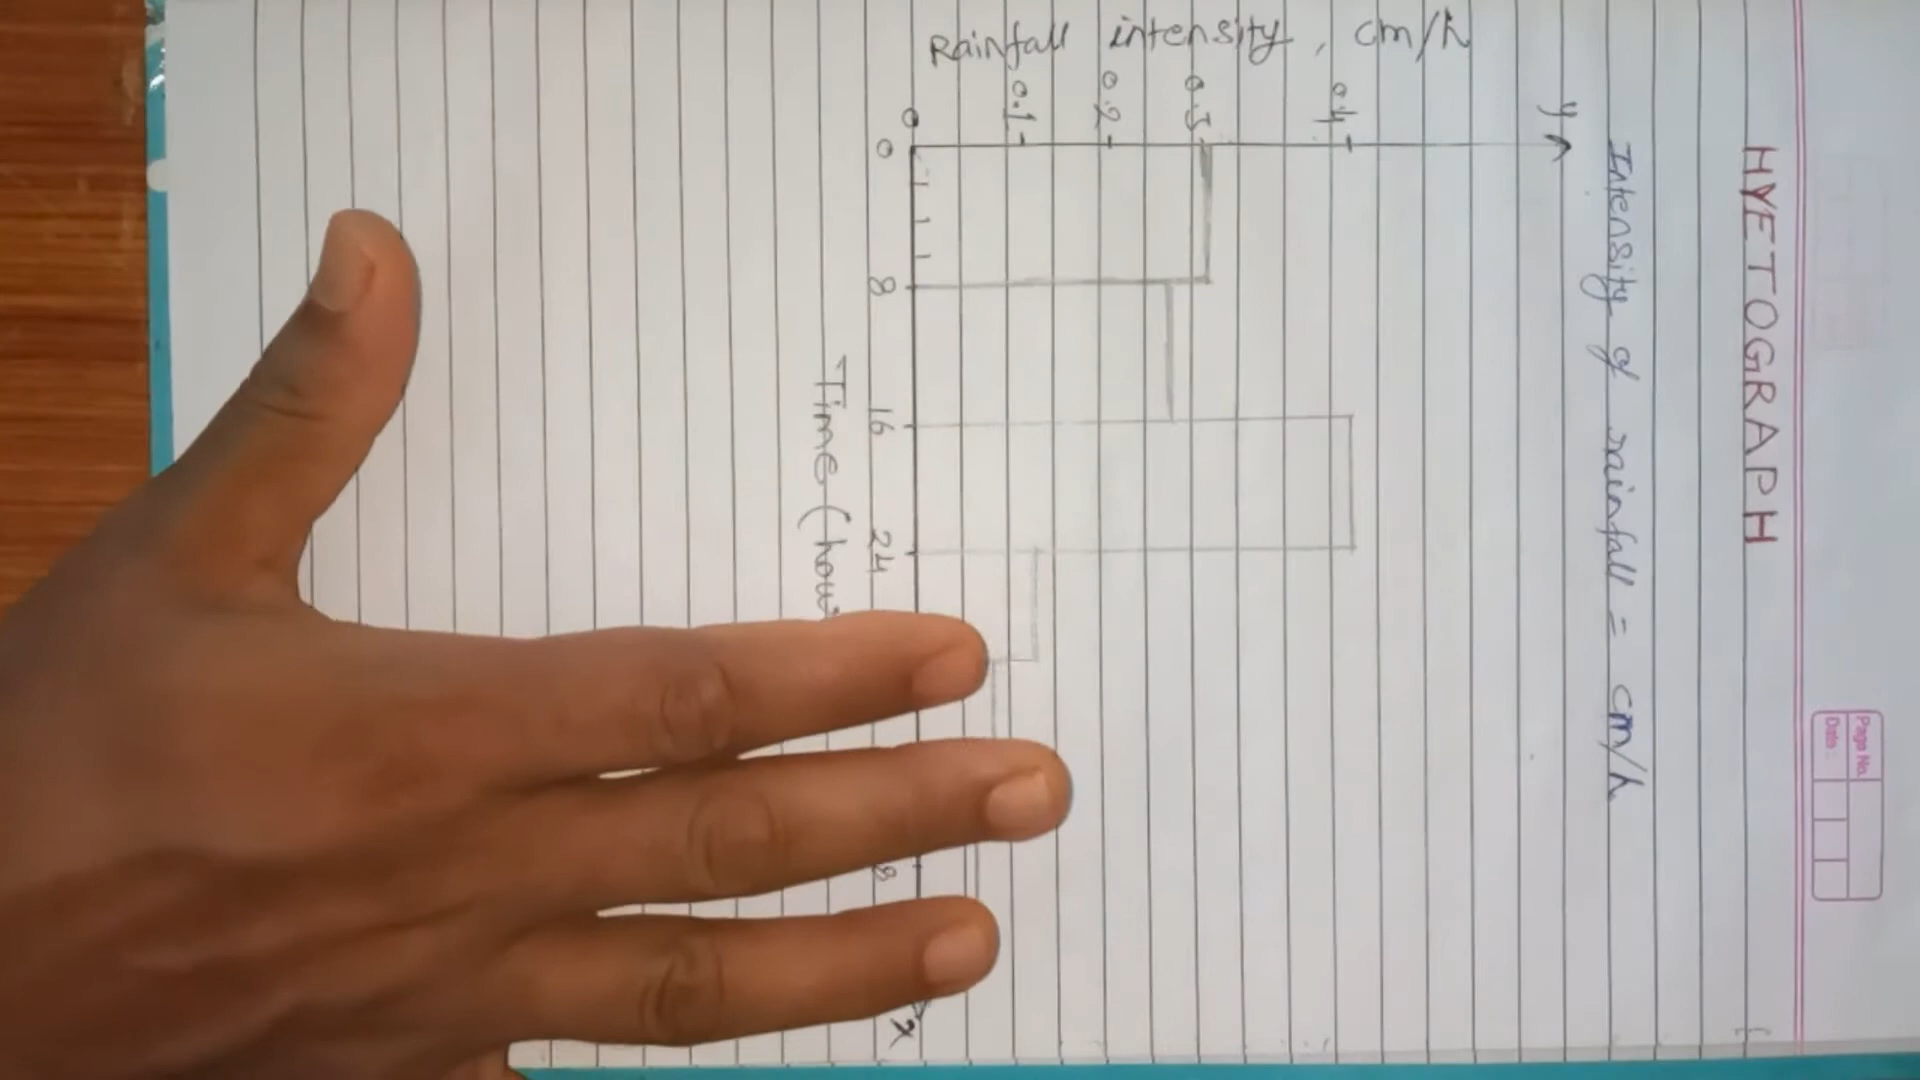 Page No.
Date:
HYETOGRAPH
Intensity of rainfall = cm/h
y
Rainfall intensity, cm/h
0.4
0.3
0.2
0.1
0
0 8 16 24 8
x
Time (hou